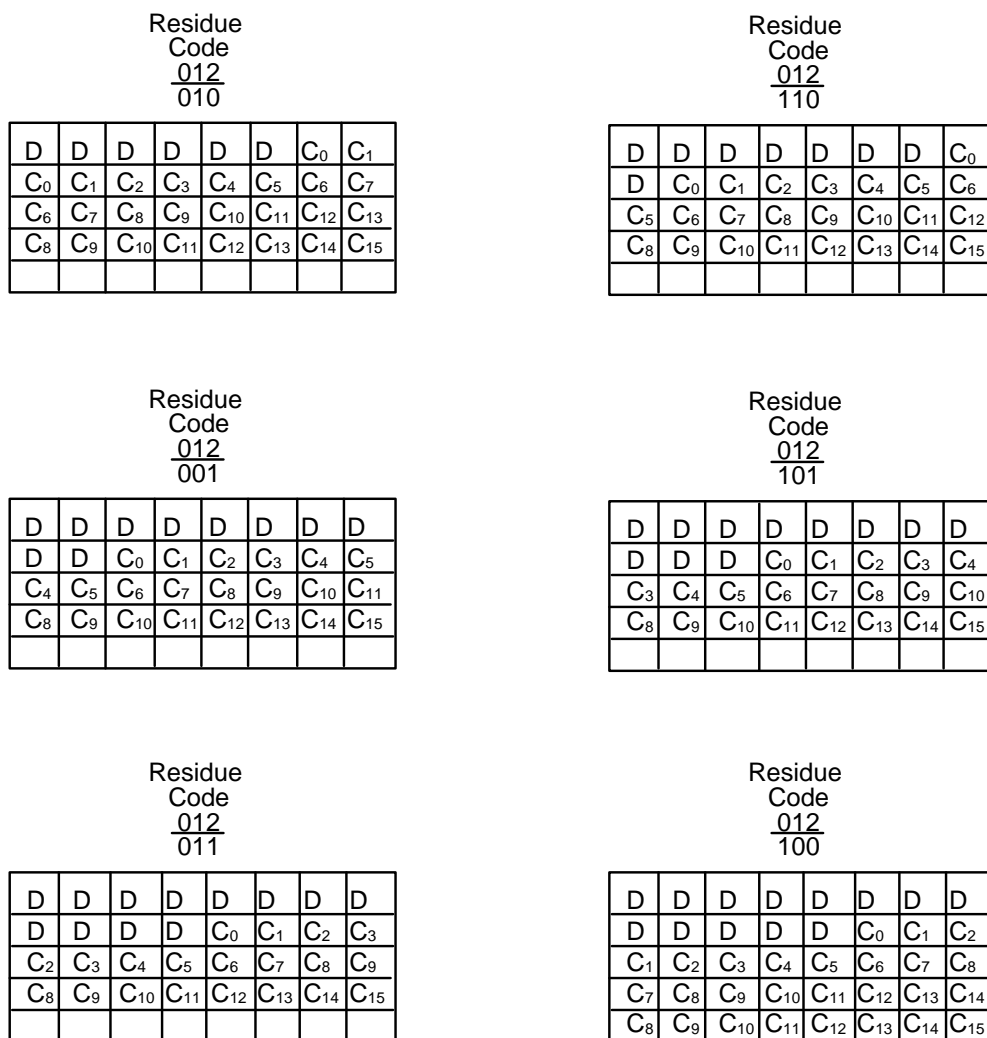 Residue
Code
012
010
D D D D D D C₀ C₁
C₀ C₁ C₂ C₃ C₄ C₅ C₆ C₇
C₆ C₇ C₈ C₉ C₁₀ C₁₁ C₁₂ C₁₃
C₈ C₉ C₁₀ C₁₁ C₁₂ C₁₃ C₁₄ C₁₅
Residue
Code
012
110
D D D D D D D C₀
D C₀ C₁ C₂ C₃ C₄ C₅ C₆
C₅ C₆ C₇ C₈ C₉ C₁₀ C₁₁ C₁₂
C₈ C₉ C₁₀ C₁₁ C₁₂ C₁₃ C₁₄ C₁₅
Residue
Code
012
001
D D D D D D D D
D D C₀ C₁ C₂ C₃ C₄ C₅
C₄ C₅ C₆ C₇ C₈ C₉ C₁₀ C₁₁
C₈ C₉ C₁₀ C₁₁ C₁₂ C₁₃ C₁₄ C₁₅
Residue
Code
012
101
D D D D D D D D
D D D C₀ C₁ C₂ C₃ C₄
C₃ C₄ C₅ C₆ C₇ C₈ C₉ C₁₀
C₈ C₉ C₁₀ C₁₁ C₁₂ C₁₃ C₁₄ C₁₅
Residue
Code
012
011
D D D D D D D D
D D D D C₀ C₁ C₂ C₃
C₂ C₃ C₄ C₅ C₆ C₇ C₈ C₉
C₈ C₉ C₁₀ C₁₁ C₁₂ C₁₃ C₁₄ C₁₅
Residue
Code
012
100
D D D D D D D D
D D D D D C₀ C₁ C₂
C₁ C₂ C₃ C₄ C₅ C₆ C₇ C₈
C₇ C₈ C₉ C₁₀ C₁₁ C₁₂ C₁₃ C₁₄
C₈ C₉ C₁₀ C₁₁ C₁₂ C₁₃ C₁₄ C₁₅